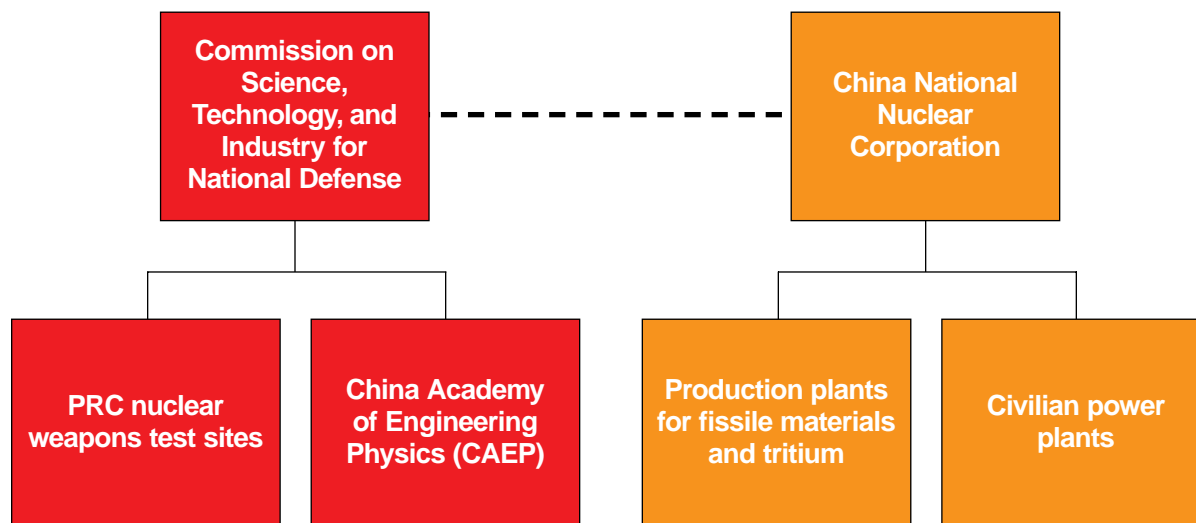 Commission on
Science,
Technology, and
Industry for
National Defense
China National
Nuclear
Corporation
PRC nuclear
weapons test sites
China Academy
of Engineering
Physics (CAEP)
Production plants
for fissile materials
and tritium
Civilian power
plants